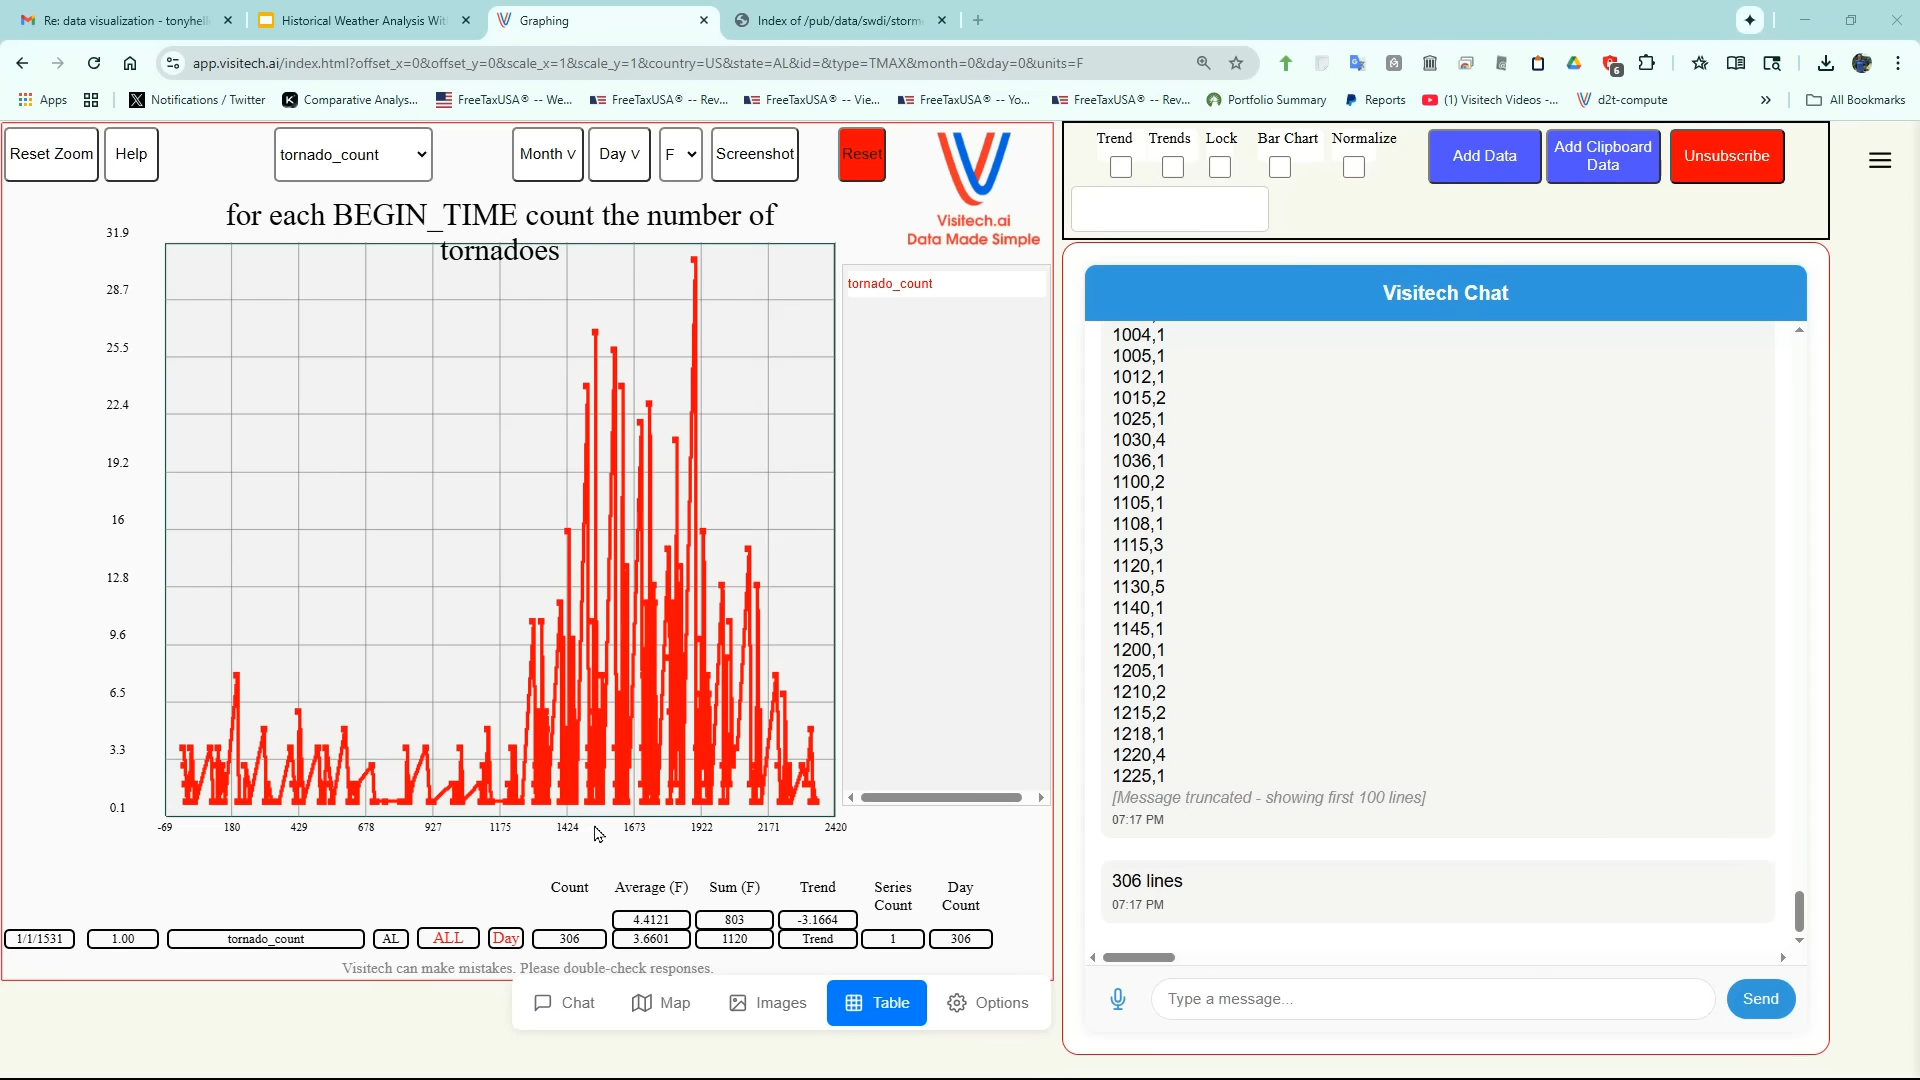 Re: data visualization - tonyhell
Historical Weather Analysis Wit
Graphing
Index of /pub/data/swdi/storm
app.visitech.ai/index.html?offset_x=0&offset_y=0&scale_x=1&scale_y=1&country=US&state=AL&id=&type=TMAX&month=0&day=0&units=F
6
Apps
Notifications / Twitter
Comparative Analys...
FreeTaxUSA® -- We...
FreeTaxUSA® -- Rev...
FreeTaxUSA® -- Vie...
FreeTaxUSA® -- Yo...
FreeTaxUSA® -- Rev...
Portfolio Summary
Reports
(1) Visitech Videos -...
d2t-compute
All Bookmarks
Reset Zoom
Help
tornado_count
Month V
Day V
F
Screenshot
Reset
Visitech.ai
Data Made Simple
Trend
Trends
Lock
Bar Chart
Normalize
Add Data
Add Clipboard
Data
Unsubscribe
for each BEGIN_TIME count the number of
tornadoes
31.9
28.7
25.5
22.4
19.2
16
12.8
9.6
6.5
3.3
0.1
-69
180
429
678
927
1175
1424
1673
1922
2171
2420
tornado_count
Count
Average (F)
Sum (F)
Trend
Series
Count
Day
Count
4.4121
803
-3.1664
1/1/1531
1.00
tornado_count
AL
ALL
Day
306
3.6601
1120
Trend
1
306
Visitech can make mistakes. Please double-check responses.
Chat
Map
Images
Table
Options
Visitech Chat
1004,1
1005,1
1012,1
1015,2
1025,1
1030,4
1036,1
1100,2
1105,1
1108,1
1115,3
1120,1
1130,5
1140,1
1145,1
1200,1
1205,1
1210,2
1215,2
1218,1
1220,4
1225,1
[Message truncated - showing first 100 lines]
07:17 PM
306 lines
07:17 PM
Type a message...
Send